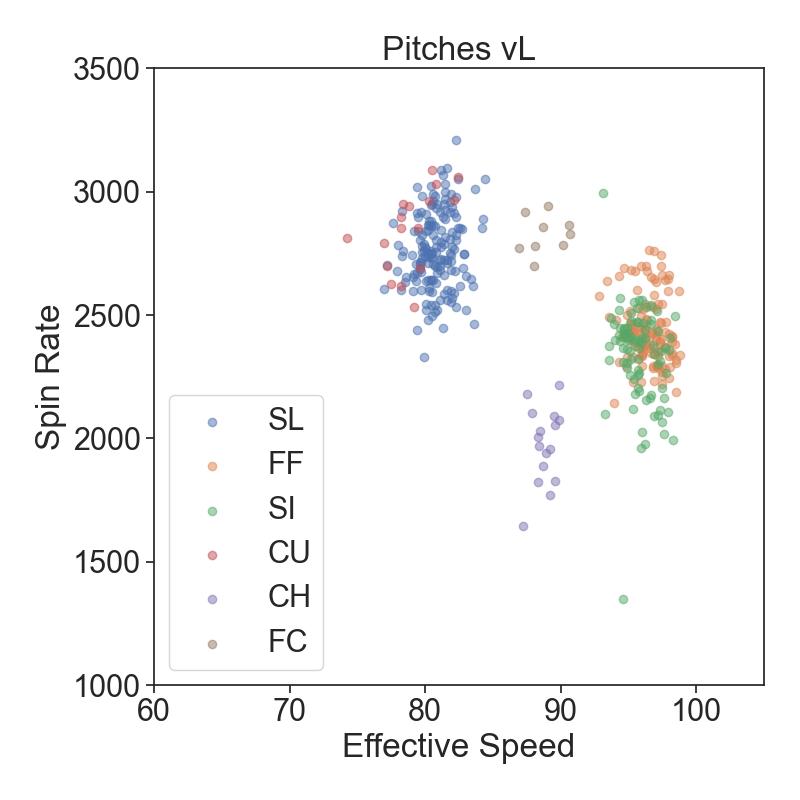 Pitches vL
3500
3000
2500
2000
1500
1000
Spin Rate
SL
FF
SI
CU
CH
FC
60 70 80 90 100
Effective Speed